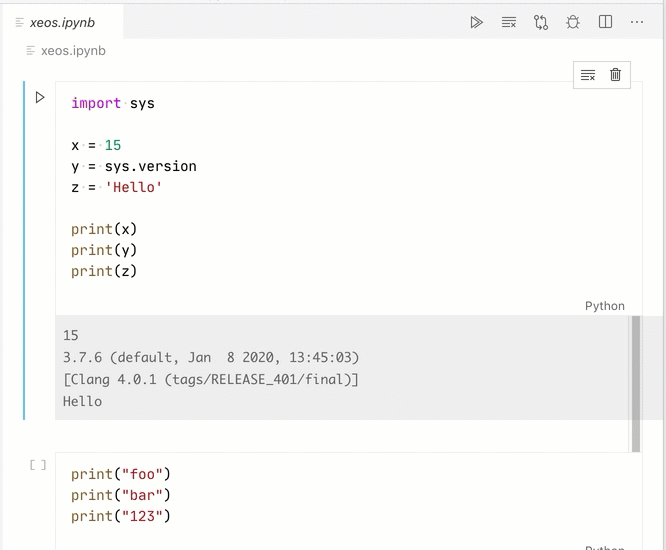 xeos.ipynb
xeos.ipynb
import sys
x = 15
y = sys.version
z = 'Hello'
print(x)
print(y)
print(z)
Python
15
3.7.6 (default, Jan  8 2020, 13:45:03)
[Clang 4.0.1 (tags/RELEASE_401/final)]
Hello
[ ]
print("foo")
print("bar")
print("123")
Python